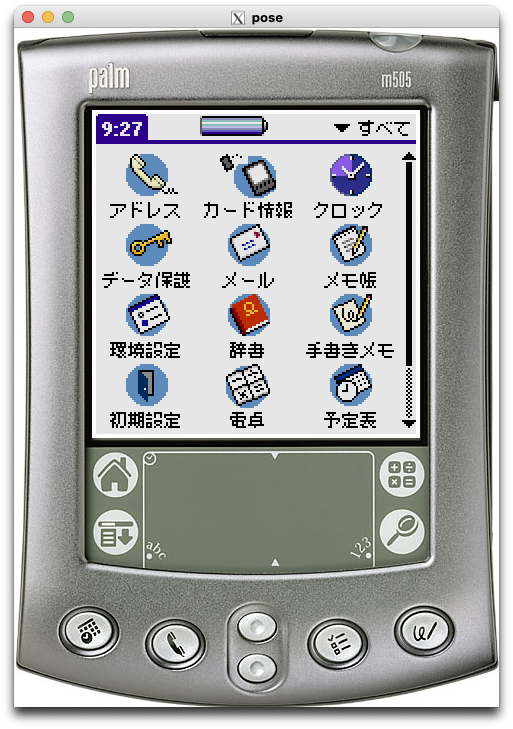 pose
palm
m505
9:27
すべて
アドレス カード情報 クロック
データ保護 メール メモ帳
環境設定 辞書 手書きメモ
初期設定 電卓 予定表
abc 123